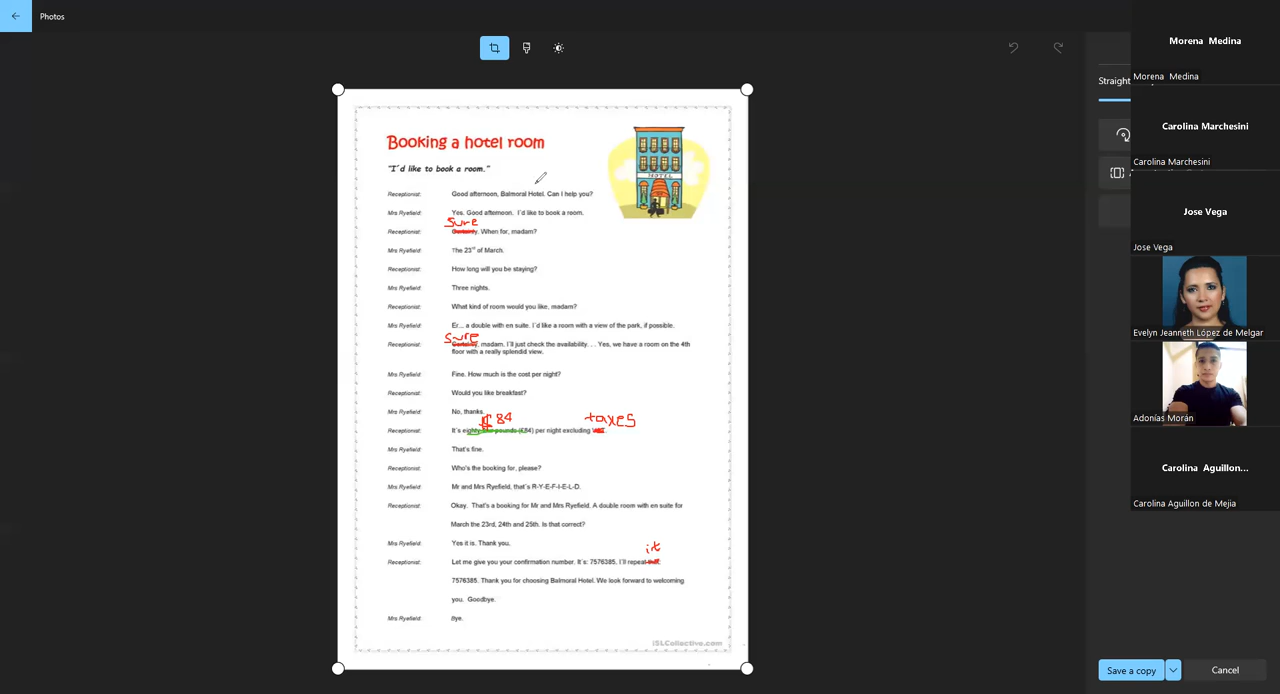 Photos
Straight
Booking a hotel room
"I'd like to book a room."
HOTEL
Receptionist: Good afternoon, Balmoral Hotel. Can I help you?
Mrs Ryefield: Yes. Good afternoon. I'd like to book a room.
sure
Receptionist: Certainly. When for, madam?
Mrs Ryefield: The 23rd of March.
Receptionist: How long will you be staying?
Mrs Ryefield: Three nights.
Receptionist: What kind of room would you like, madam?
Mrs Ryefield: Er... a double with en suite. I'd like a room with a view of the park, if possible.
sure
Receptionist: Certainly, madam. I'll just check the availability. . . Yes, we have a room on the 4th
floor with a really splendid view.
Mrs Ryefield: Fine. How much is the cost per night?
Receptionist: Would you like breakfast?
Mrs Ryefield: No, thanks.
$84 taxes
Receptionist: It's eighty four pounds (£84) per night excluding
Mrs Ryefield: That's fine.
Receptionist: Who's the booking for, please?
Mrs Ryefield: Mr and Mrs Ryefield, that's R-Y-E-F-I-E-L-D.
Receptionist: Okay. That's a booking for Mr and Mrs Ryefield. A double room with en suite for
March the 23rd, 24th and 25th. Is that correct?
Mrs Ryefield: Yes it is. Thank you.
it
Receptionist: Let me give you your confirmation number. It's: 7576385, I'll repeat
7576385. Thank you for choosing Balmoral Hotel. We look forward to welcoming
you. Goodbye.
Mrs Ryefield: Bye.
iSLCollective.com
Morena Medina
Morena Medina
Carolina Marchesini
Carolina Marchesini
Jose Vega
Jose Vega
Evelyn Jeanneth López de Melgar
Adonías Morán
Carolina Aguillon...
Carolina Aguillon de Mejia
Save a copy
Cancel